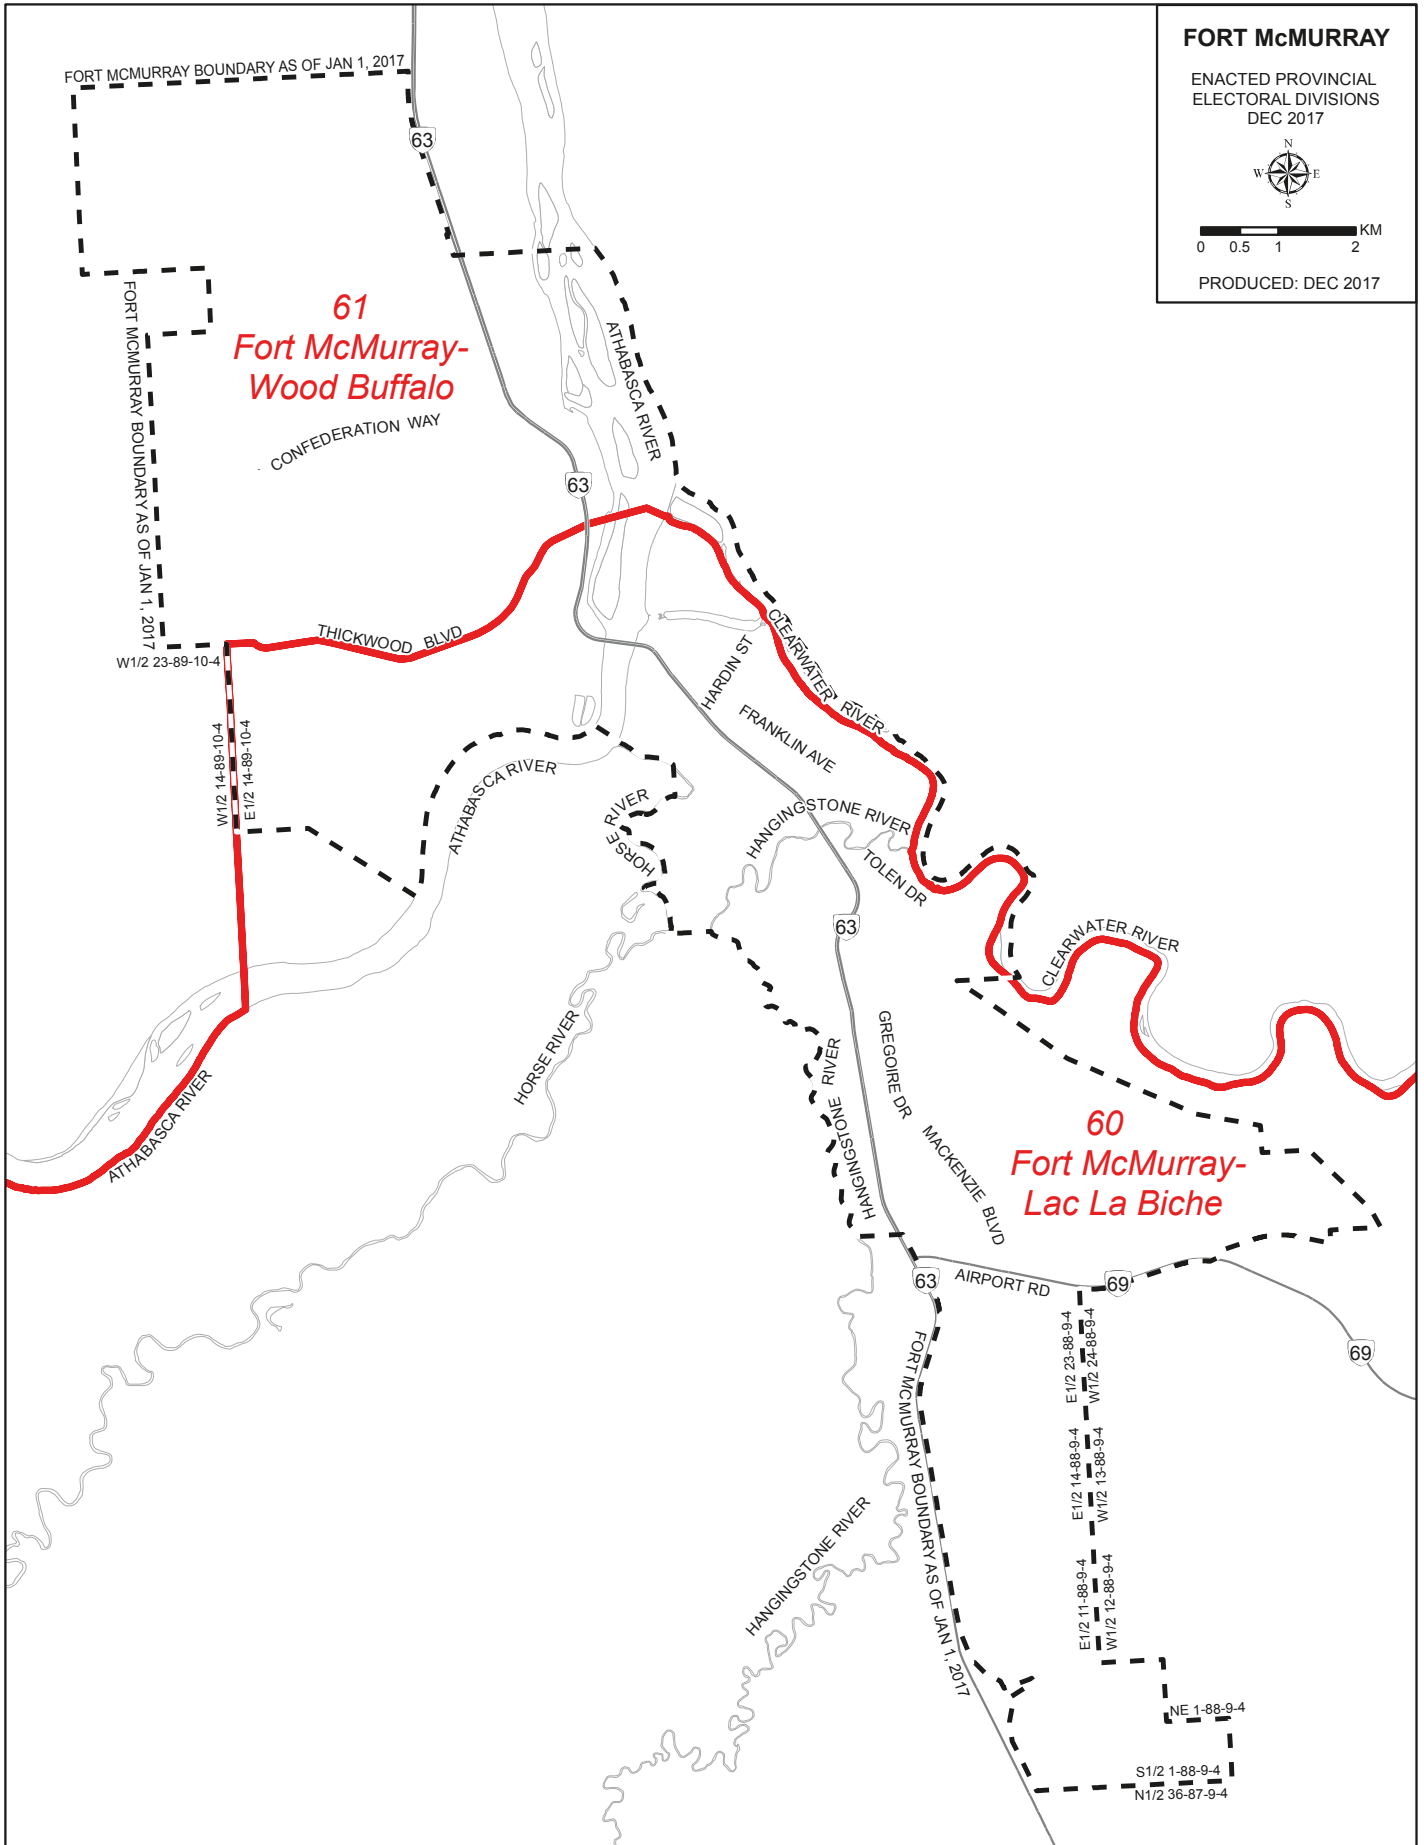 FORT McMURRAY
ENACTED PROVINCIAL
ELECTORAL DIVISIONS
DEC 2017
N
W E
S
KM
0 0.5 1 2
PRODUCED: DEC 2017
FORT MCMURRAY BOUNDARY AS OF JAN 1, 2017
63
61
Fort McMurray-
Wood Buffalo
FORT MCMURRAY BOUNDARY AS OF JAN 1, 2017
ATHABASCA RIVER
CONFEDERATION WAY
63
THICKWOOD BLVD
W1/2 23-89-10-4
W1/2 14-89-10-4
E1/2 14-89-10-4
HARDIN ST
CLEARWATER RIVER
FRANKLIN AVE
ATHABASCA RIVER
HORSE RIVER
HANGINGSTONE RIVER
TOLEN DR
63
CLEARWATER RIVER
HORSE RIVER
HANGINGSTONE RIVER
GREGOIRE DR
MACKENZIE BLVD
ATHABASCA RIVER
60
Fort McMurray-
Lac La Biche
63
AIRPORT RD
69
69
E1/2 23-88-9-4
W1/2 24-88-9-4
FORT MCMURRAY BOUNDARY AS OF JAN 1, 2017
E1/2 14-88-9-4
W1/2 13-88-9-4
HANGINGSTONE RIVER
E1/2 11-88-9-4
W1/2 12-88-9-4
NE 1-88-9-4
S1/2 1-88-9-4
N1/2 36-87-9-4